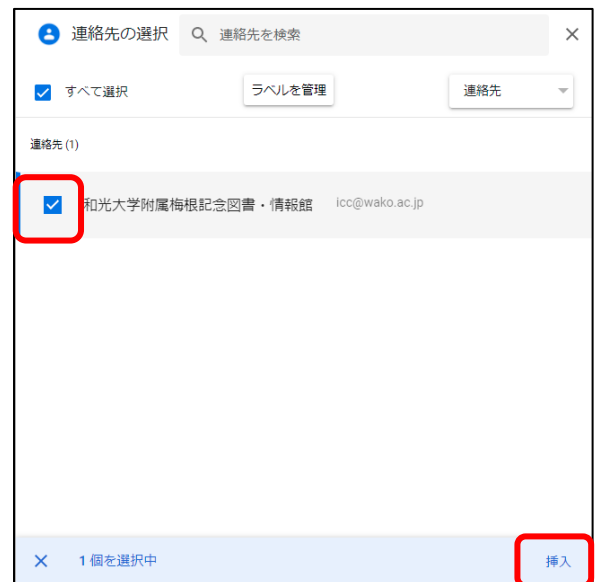 連絡先の選択 連絡先を検索
すべて選択 ラベルを管理 連絡先
連絡先 (1)
和光大学附属梅根記念図書・情報館 icc@wako.ac.jp
1 個を選択中 挿入